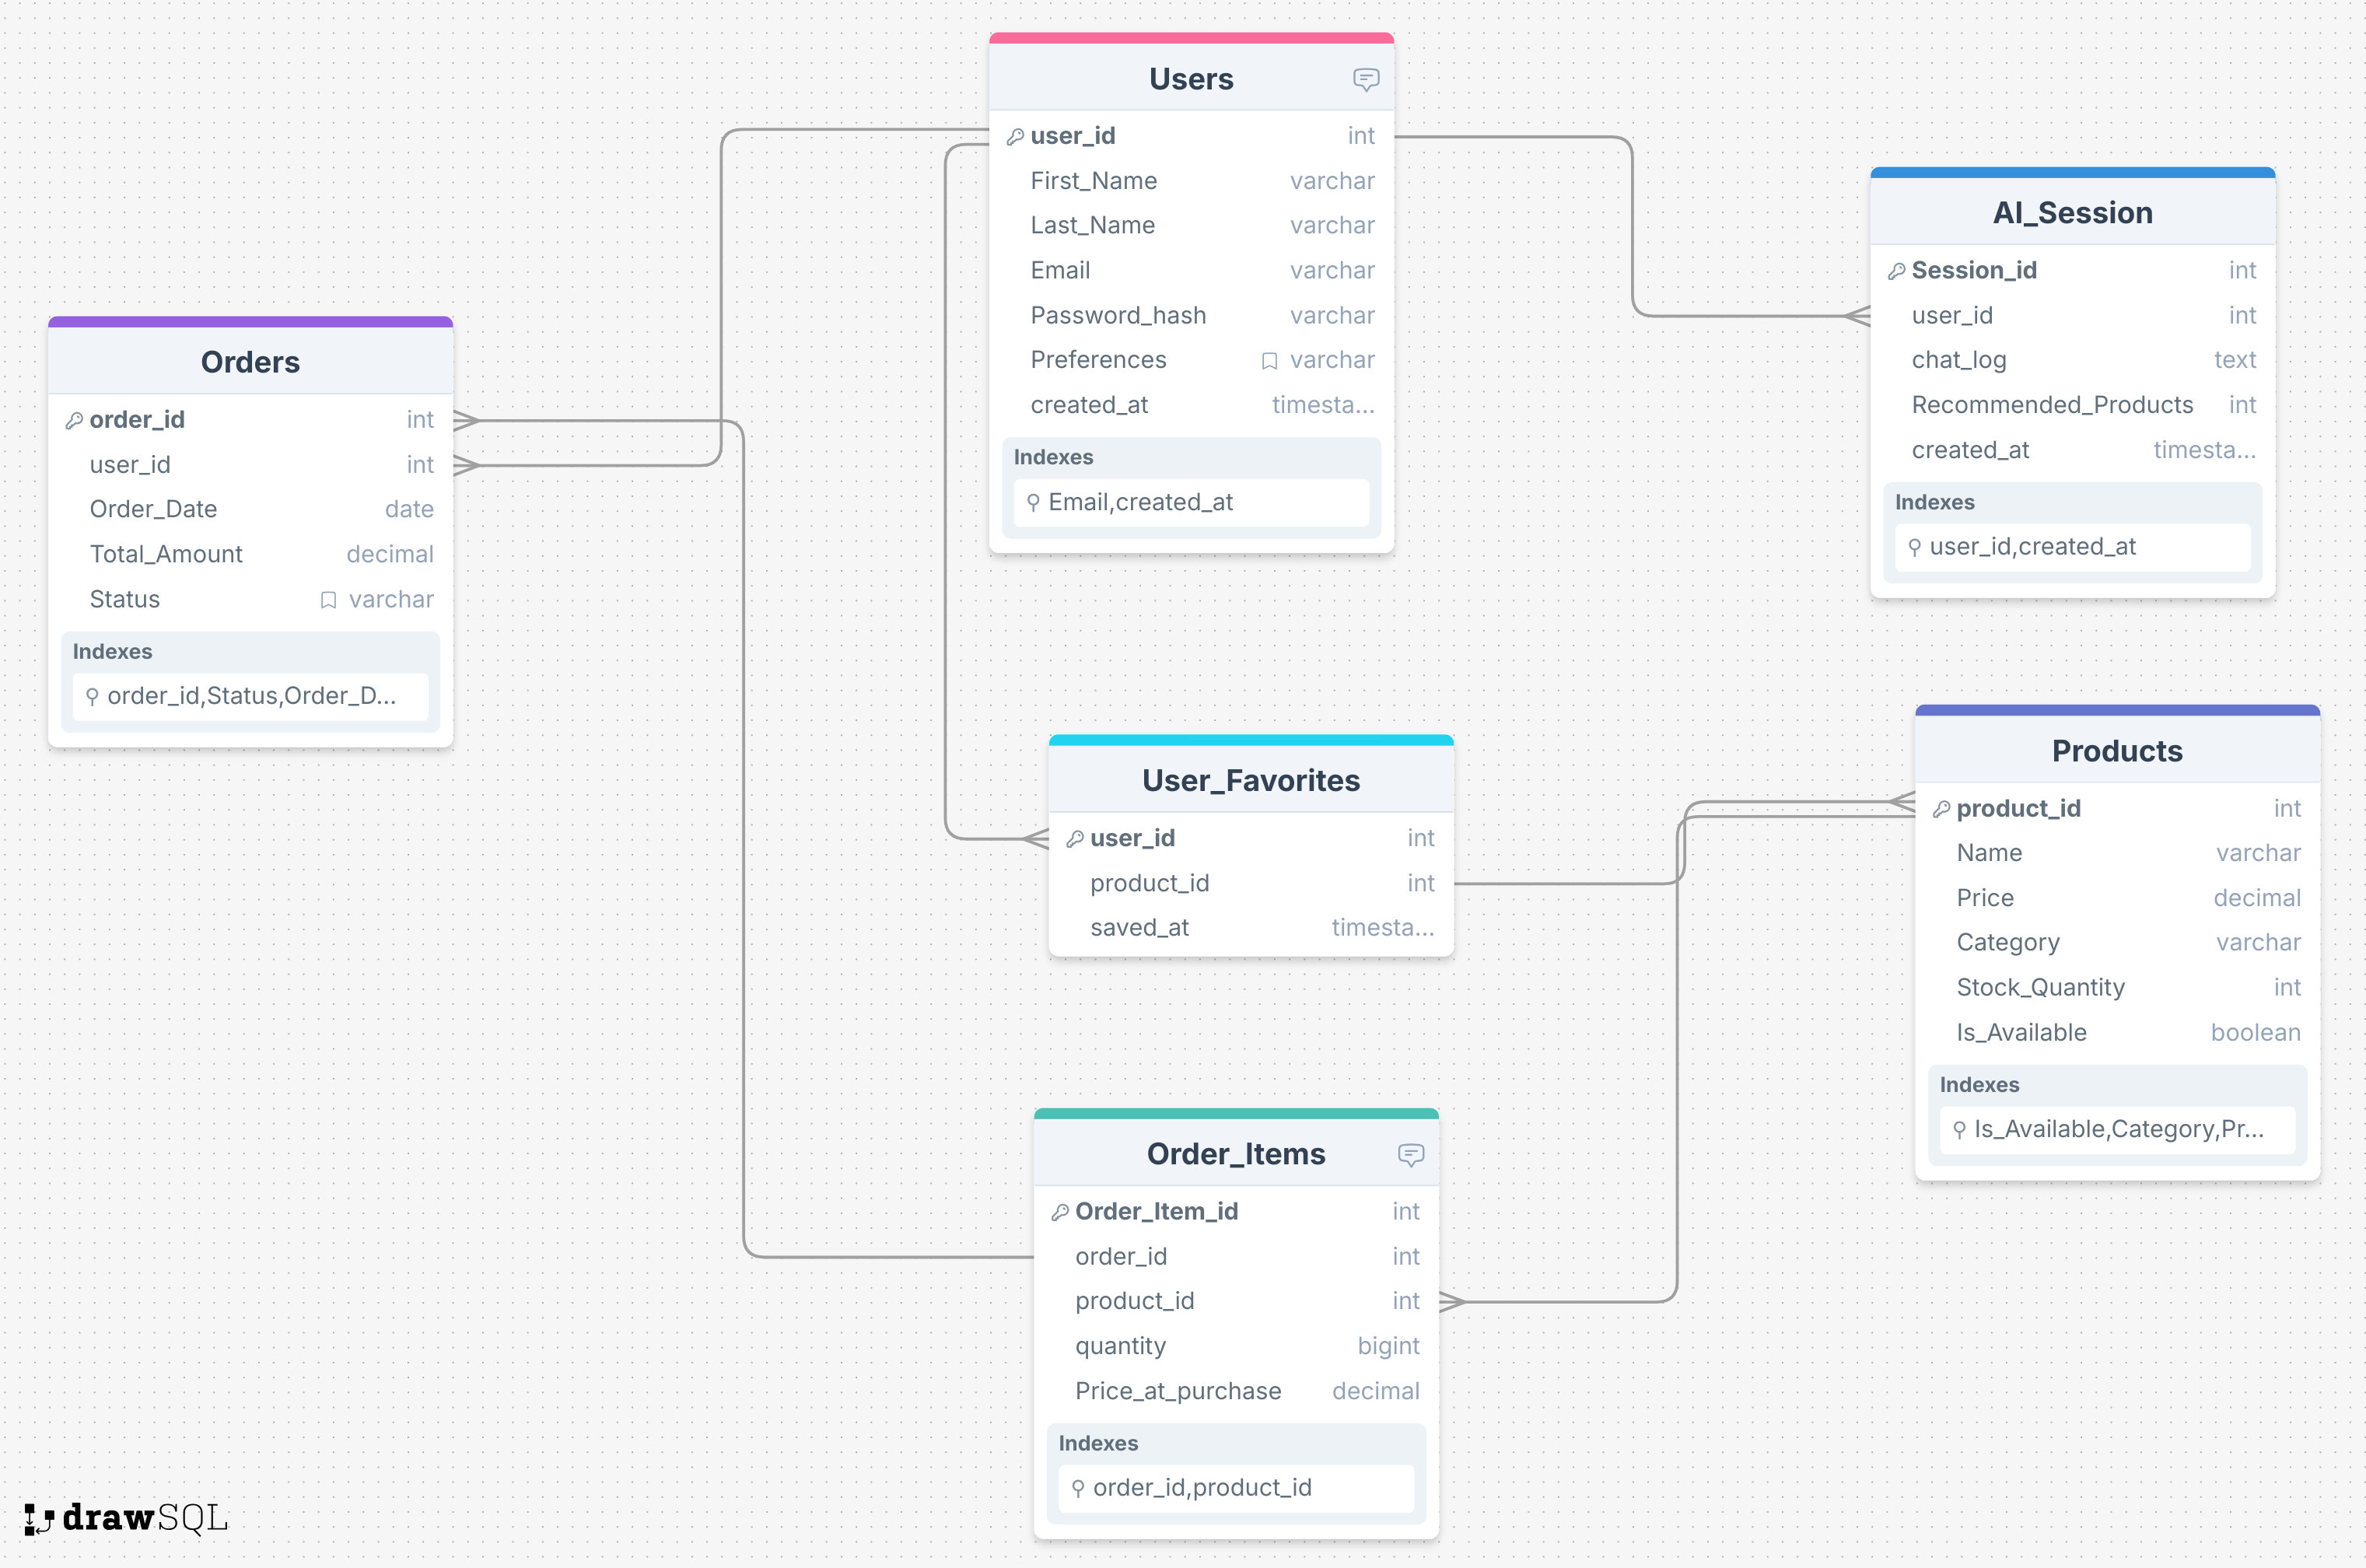 Users
user_id int
First_Name varchar
Last_Name varchar
Email varchar
Password_hash varchar
Preferences varchar
created_at timesta...
Indexes
Email,created_at
AI_Session
Session_id int
user_id int
chat_log text
Recommended_Products int
created_at timesta...
Indexes
user_id,created_at
Orders
order_id int
user_id int
Order_Date date
Total_Amount decimal
Status varchar
Indexes
order_id,Status,Order_D...
User_Favorites
user_id int
product_id int
saved_at timesta...
Products
product_id int
Name varchar
Price decimal
Category varchar
Stock_Quantity int
Is_Available boolean
Indexes
Is_Available,Category,Pr...
Order_Items
Order_Item_id int
order_id int
product_id int
quantity bigint
Price_at_purchase decimal
Indexes
order_id,product_id
drawSQL